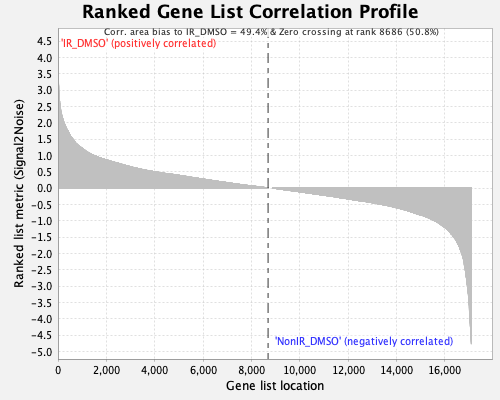 Ranked Gene List Correlation Profile
Corr. area bias to IR_DMSO = 49.4% & Zero crossing at rank 8686 (50.8%)
'IR_DMSO' (positively correlated)
4.5
4.0
3.5
3.0
2.5
2.0
1.5
1.0
0.5
0.0
-0.5
-1.0
-1.5
-2.0
-2.5
-3.0
-3.5
-4.0
-4.5
-5.0
Ranked list metric (Signal2Noise)
'NonIR_DMSO' (negatively correlated)
0 2,000 4,000 6,000 8,000 10,000 12,000 14,000 16,000
Gene list location